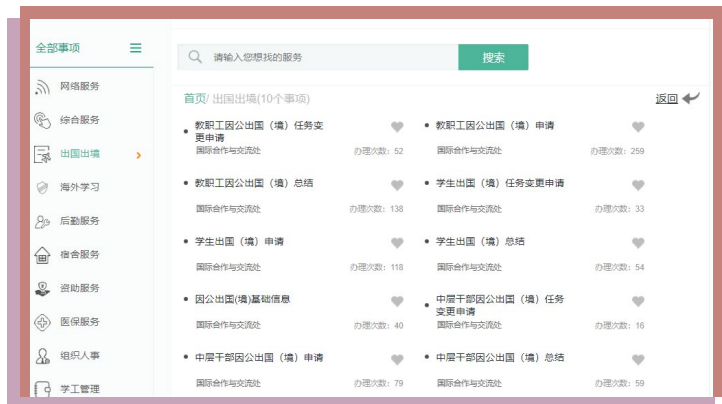 全部事项
网络服务
综合服务
出国出境
海外学习
后勤服务
宿舍服务
资助服务
医保服务
组织人事
学工管理
请输入您想找的服务
搜索
首页/ 出国出境(10个事项)
返回
教职工因公出国（境）任务变
更申请
国际合作与交流处
办理次数：52
教职工因公出国（境）申请
国际合作与交流处
办理次数：259
教职工因公出国（境）总结
国际合作与交流处
办理次数：138
学生出国（境）任务变更申请
国际合作与交流处
办理次数：33
学生出国（境）申请
国际合作与交流处
办理次数：118
学生出国（境）总结
国际合作与交流处
办理次数：54
因公出国(境)基础信息
国际合作与交流处
办理次数：40
中层干部因公出国（境）任务
变更申请
国际合作与交流处
办理次数：16
中层干部因公出国（境）申请
国际合作与交流处
办理次数：79
中层干部因公出国（境）总结
国际合作与交流处
办理次数：59